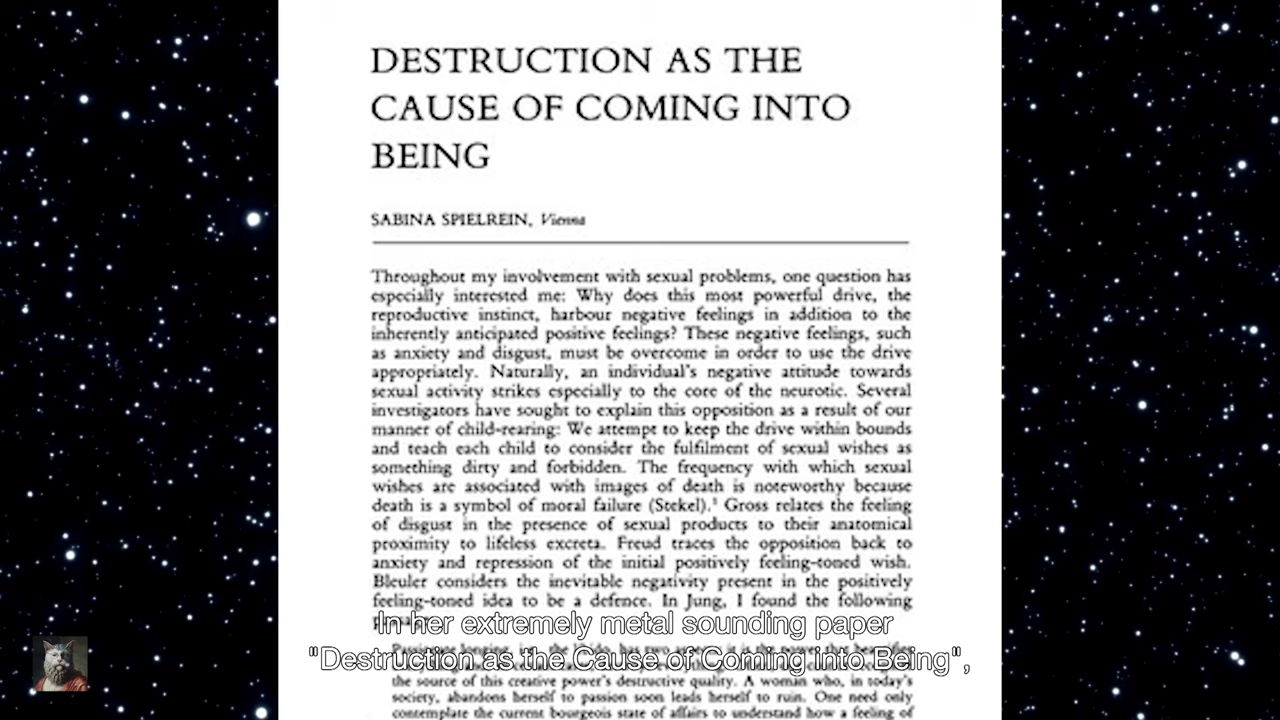 DESTRUCTION AS THE
CAUSE OF COMING INTO
BEING
SABINA SPIELREIN, Vienna
Throughout my involvement with sexual problems, one question has
especially interested me: Why does this most powerful drive, the
reproductive instinct, harbour negative feelings in addition to the
inherently anticipated positive feelings? These negative feelings, such
as anxiety and disgust, must be overcome in order to use the drive
appropriately. Naturally, an individual's negative attitude towards
sexual activity strikes especially to the core of the neurotic. Several
investigators have sought to explain this opposition as a result of our
manner of child-rearing: We attempt to keep the drive within bounds
and teach each child to consider the fulfilment of sexual wishes as
something dirty and forbidden. The frequency with which sexual
wishes are associated with images of death is noteworthy because
death is a symbol of moral failure (Stekel).¹ Gross relates the feeling
of disgust in the presence of sexual products to their anatomical
proximity to lifeless excreta. Freud traces the opposition back to
anxiety and repression of the initial positively feeling-toned wish.
Bleuler considers the inevitable negativity present in the positively
feeling-toned idea to be a defence. In Jung, I found the following
In her extremely metal sounding paper
"Destruction as the Cause of Coming into Being",
the source of this creative power's destructive quality. A woman who, in today's
society, abandons herself to passion soon leads herself to ruin. One need only
contemplate the current bourgeois state of affairs to understand how a feeling of